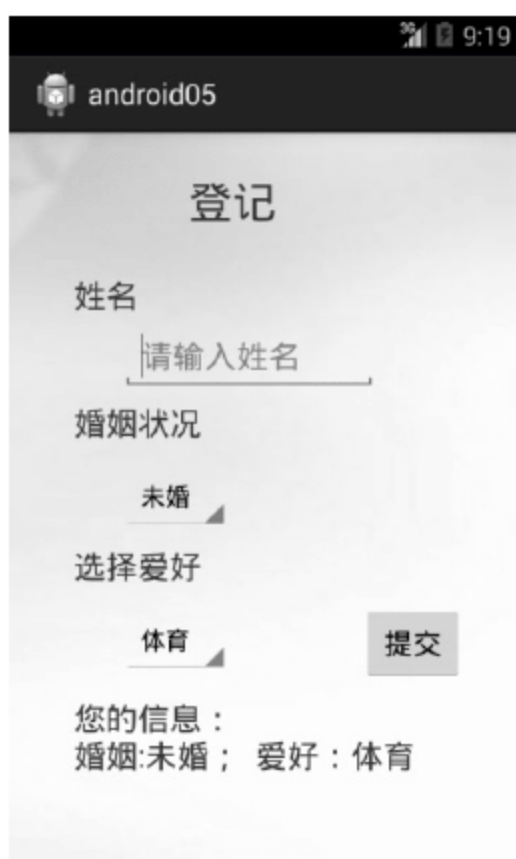 3G 9:19
android05
登记
姓名
请输入姓名
婚姻状况
未婚
选择爱好
体育 提交
您的信息：
婚姻:未婚； 爱好：体育